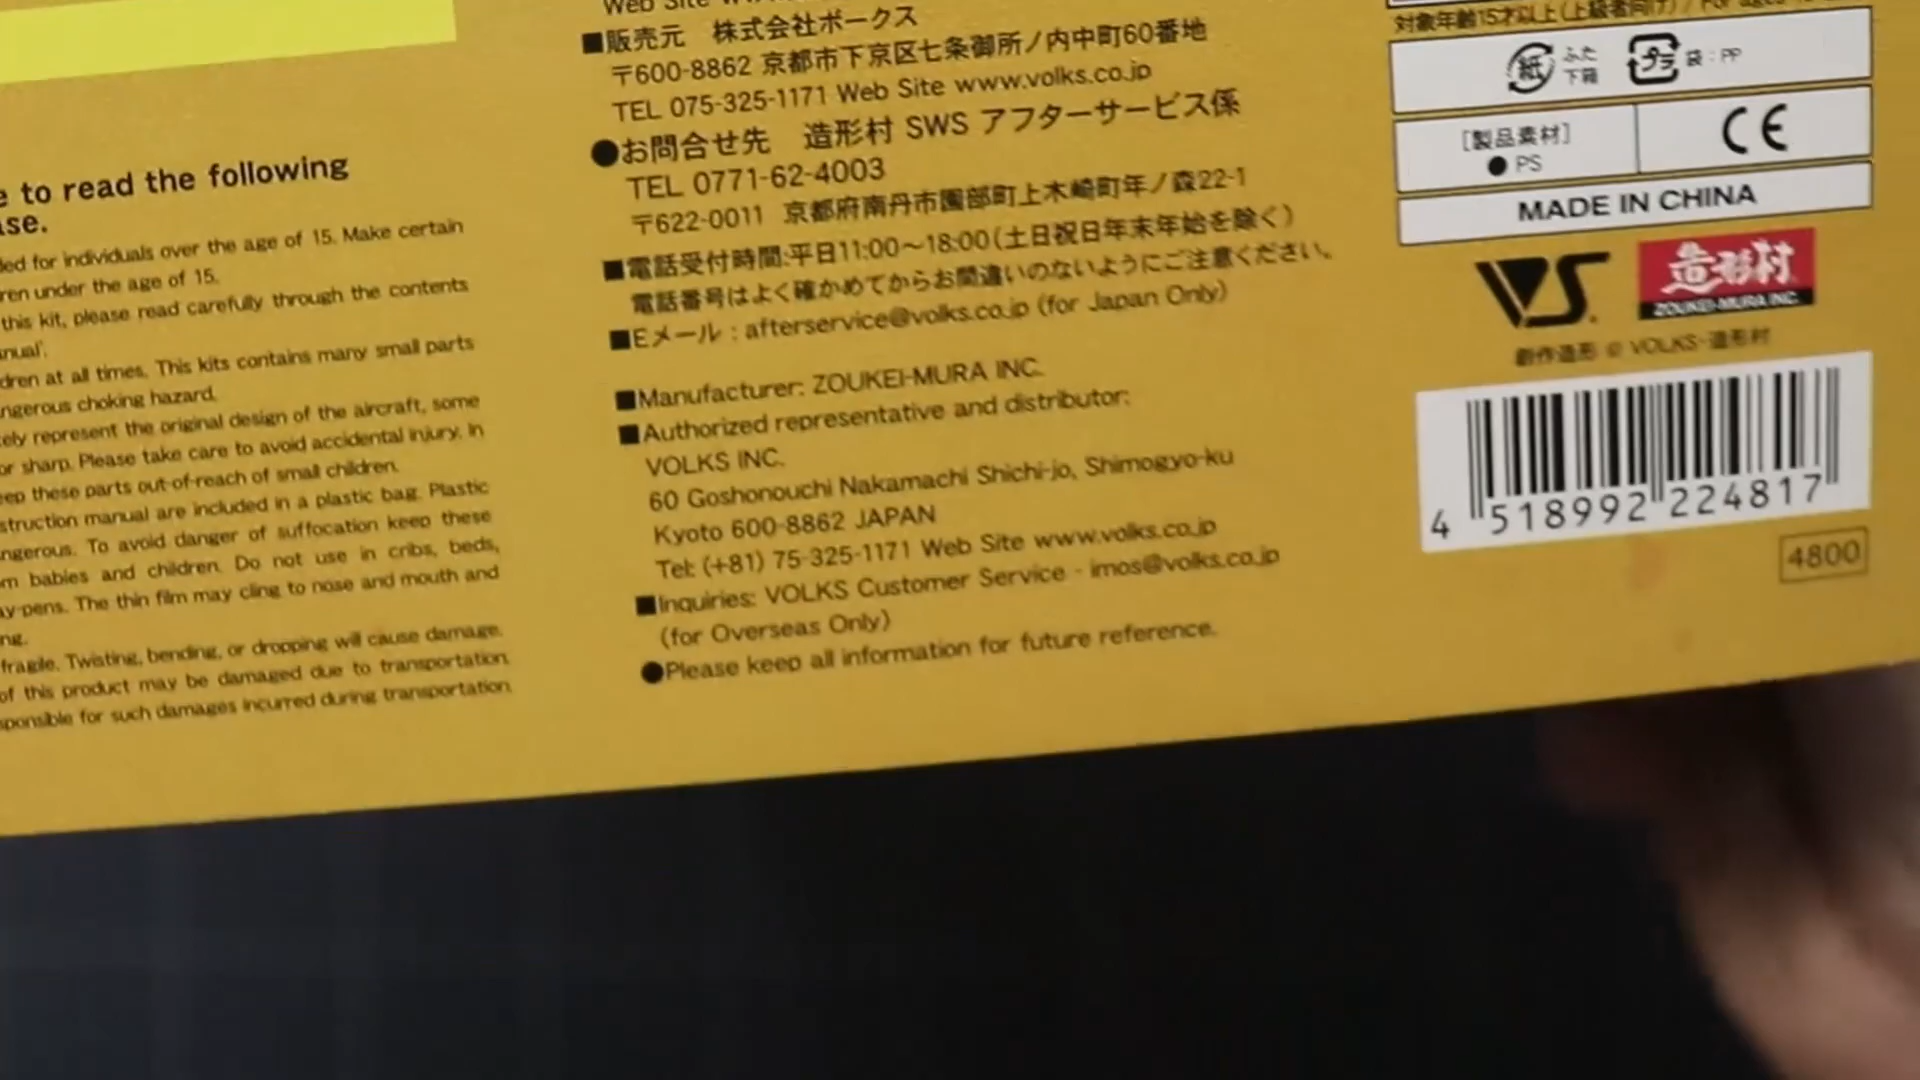 e to read the following
ase.
ded for individuals over the age of 15. Make certain
ren under the age of 15.
this kit, please read carefully through the contents
anual'.
dren at all times. This kits contains many small parts
ngerous choking hazard.
tely represent the original design of the aircraft, some
or sharp. Please take care to avoid accidental injury. In
eep these parts out-of-reach of small children.
struction manual are included in a plastic bag. Plastic
ngerous. To avoid danger of suffocation keep these
om babies and children. Do not use in cribs, beds,
ay-pens. The thin film may cling to nose and mouth and
ng.
fragile. Twisting, bending, or dropping will cause damage.
of this product may be damaged due to transportation.
sponsible for such damages incurred during transportation.
Web Site
■販売元 株式会社ボークス
〒600-8862 京都市下京区七条御所ノ内中町60番地
TEL 075-325-1171 Web Site www.volks.co.jp
●お問合せ先 造形村 SWS アフターサービス係
TEL 0771-62-4003
〒622-0011 京都府南丹市園部町上木崎町年ノ森22-1
■電話受付時間:平日11:00～18:00(土日祝日年末年始を除く)
電話番号はよく確かめてからお間違いのないようにご注意ください。
■Eメール : afterservice@volks.co.jp (for Japan Only)
■Manufacturer: ZOUKEI-MURA INC.
■Authorized representative and distributor:
VOLKS INC.
60 Goshonouchi Nakamachi Shichi-jo, Shimogyo-ku
Kyoto 600-8862 JAPAN
Tel: (+81) 75-325-1171 Web Site www.volks.co.jp
■Inquiries: VOLKS Customer Service - imos@volks.co.jp
(for Overseas Only)
●Please keep all information for future reference.
対象年齢15才以上(上級者向け) / For ages 15
紙 ふた 下箱 プラ 袋 : PP
[製品素材]
● PS
CE
MADE IN CHINA
VS 造形村
ZOUKEI-MURA INC.
創作造形 © VOLKS・造形村
4 518992 224817
4800